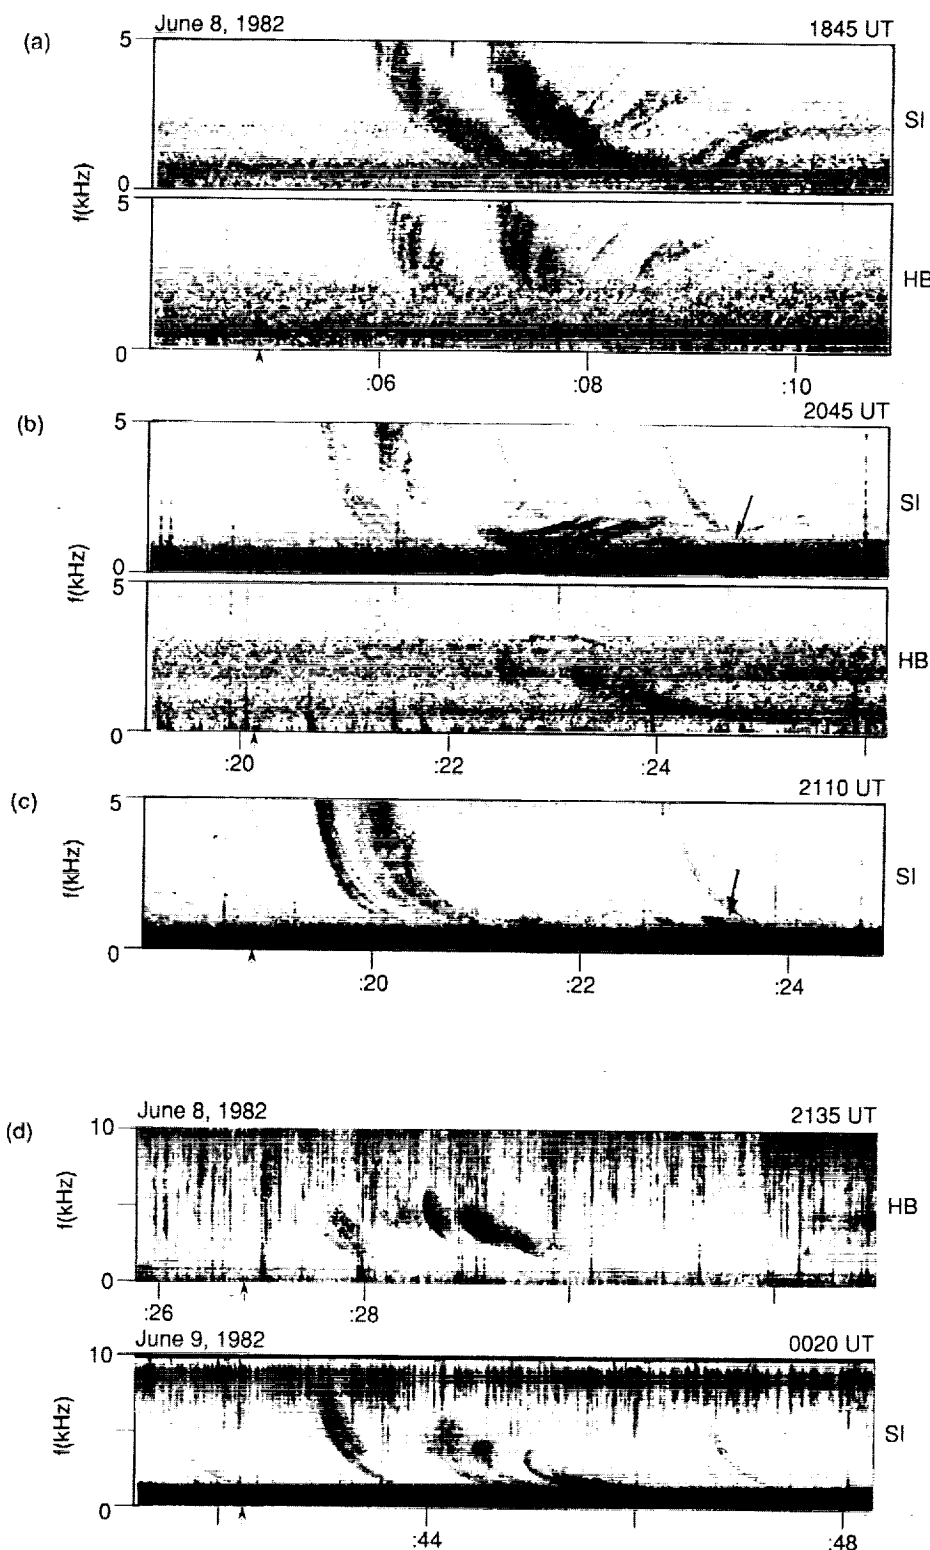 (a)
June 8, 1982 1845 UT
5
SI
f(kHz)
0
5
HB
0
:06 :08 :10
(b)
2045 UT
5
SI
f(kHz)
0
5
HB
0
:20 :22 :24
(c)
2110 UT
5
SI
f(kHz)
0
:20 :22 :24
(d)
June 8, 1982 2135 UT
10
HB
f(kHz)
0
:26 :28
June 9, 1982 0020 UT
10
SI
f(kHz)
0
:44 :48